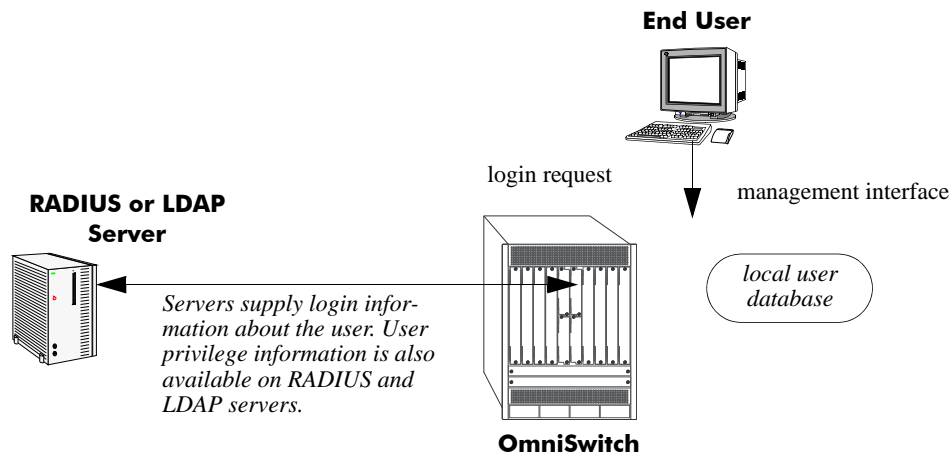 End User
login request
management interface
RADIUS or LDAP
Server
local user
database
Servers supply login infor-
mation about the user. User
privilege information is also
available on RADIUS and
LDAP servers.
OmniSwitch